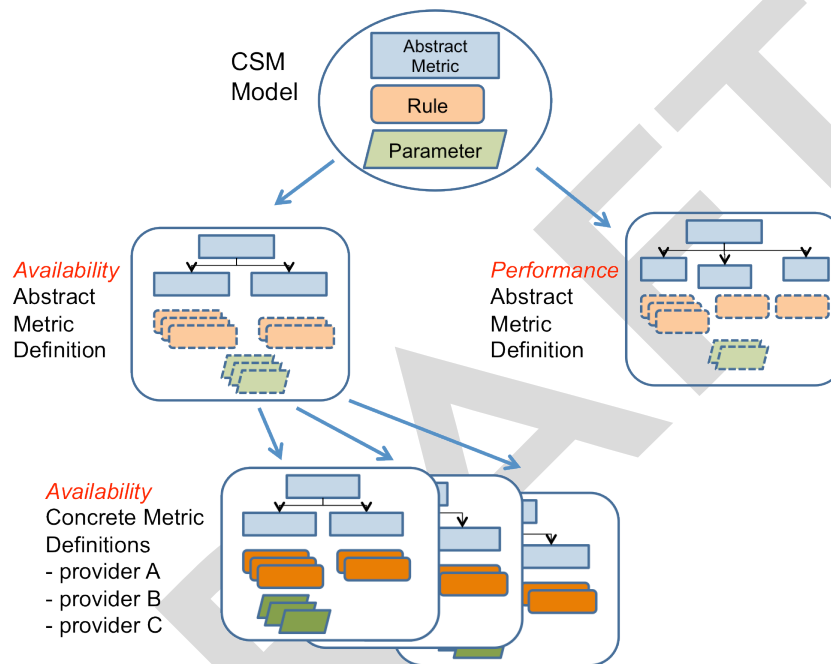 CSM
Model
Abstract
Metric
Rule
Parameter
Availability
Abstract
Metric
Definition
Performance
Abstract
Metric
Definition
Availability
Concrete Metric
Definitions
- provider A
- provider B
- provider C